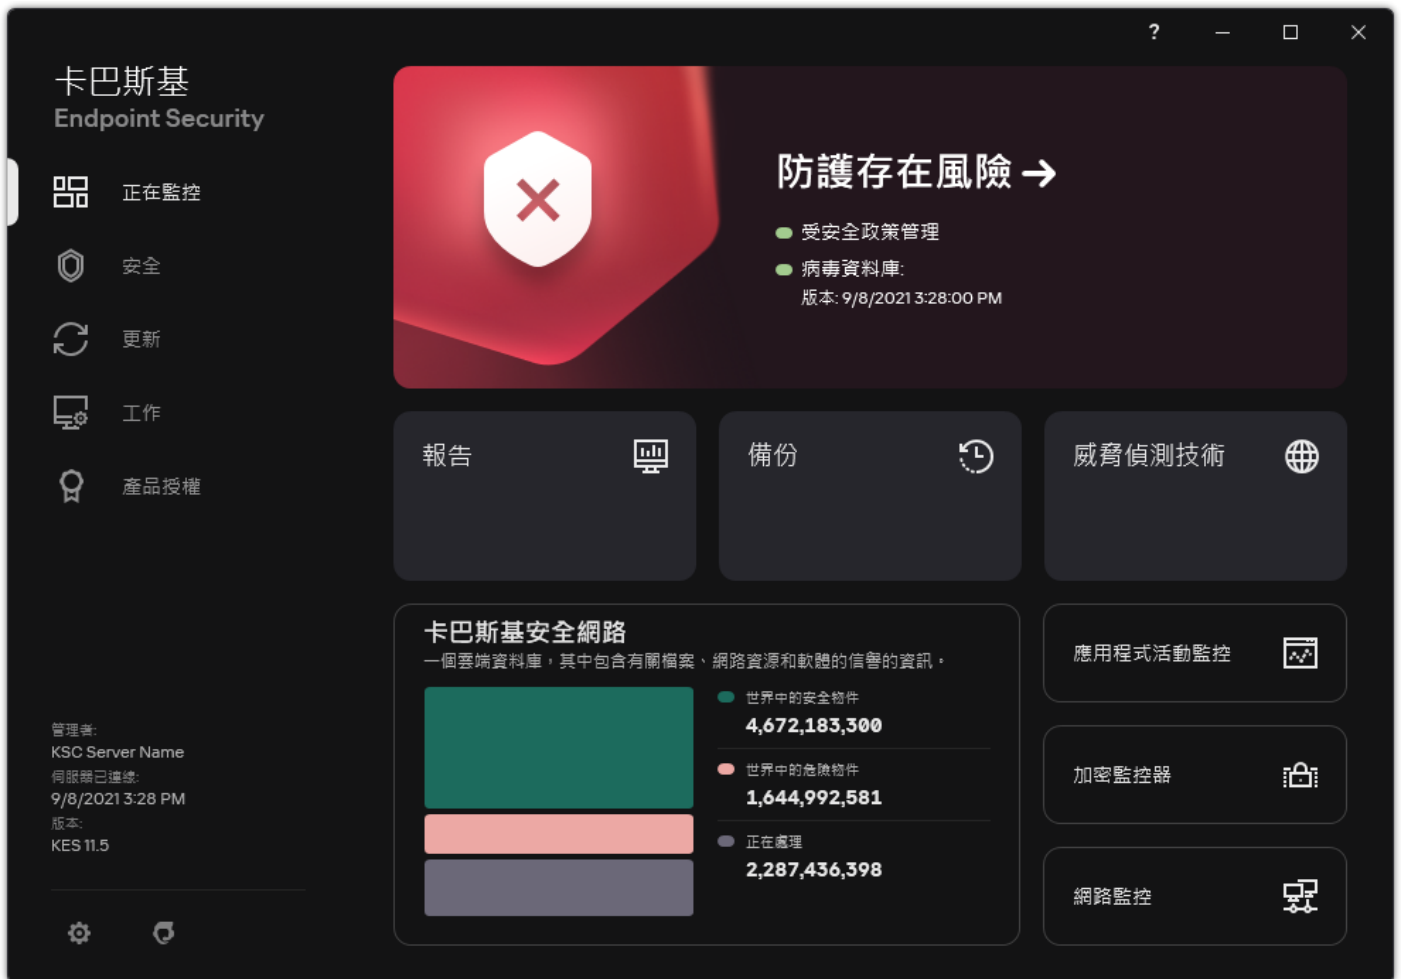 ?
卡巴斯基
Endpoint Security
正在監控
安全
更新
工作
產品授權
管理者:
KSC Server Name
伺服器已連線:
9/8/2021 3:28 PM
版本:
KES 11.5
防護存在風險
受安全政策管理
病毒資料庫:
版本: 9/8/2021 3:28:00 PM
報告
備份
威脅偵測技術
卡巴斯基安全網路
一個雲端資料庫，其中包含有關檔案、網路資源和軟體的信譽的資訊。
世界中的安全物件
4,672,183,300
世界中的危險物件
1,644,992,581
正在處理
2,287,436,398
應用程式活動監控
加密監控器
網路監控